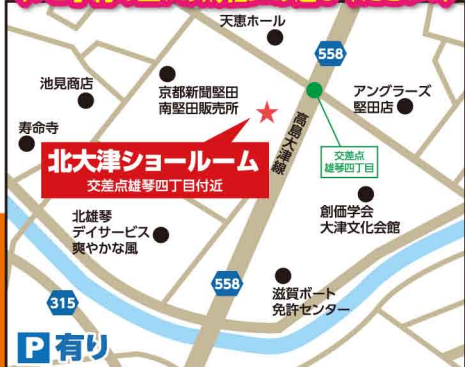 天恵ホール
558
池見商店
京都新聞堅田
南堅田販売所
アングラーズ
堅田店
寿命寺
高島大津線
北大津ショールーム
交差点雄琴四丁目付近
交差点
雄琴四丁目
創価学会
大津文化会館
北雄琴
デイサービス
爽やかな風
558
滋賀ボート
免許センター
315
P有り